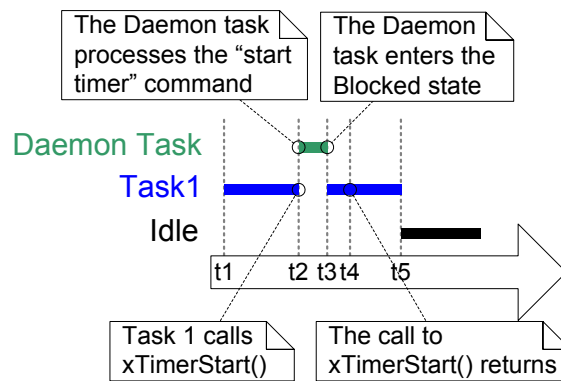 The Daemon task
processes the “start
timer” command
The Daemon
task enters the
Blocked state
Daemon Task
Task1
Idle
t1 t2 t3 t4 t5
Task 1 calls
xTimerStart()
The call to
xTimerStart() returns